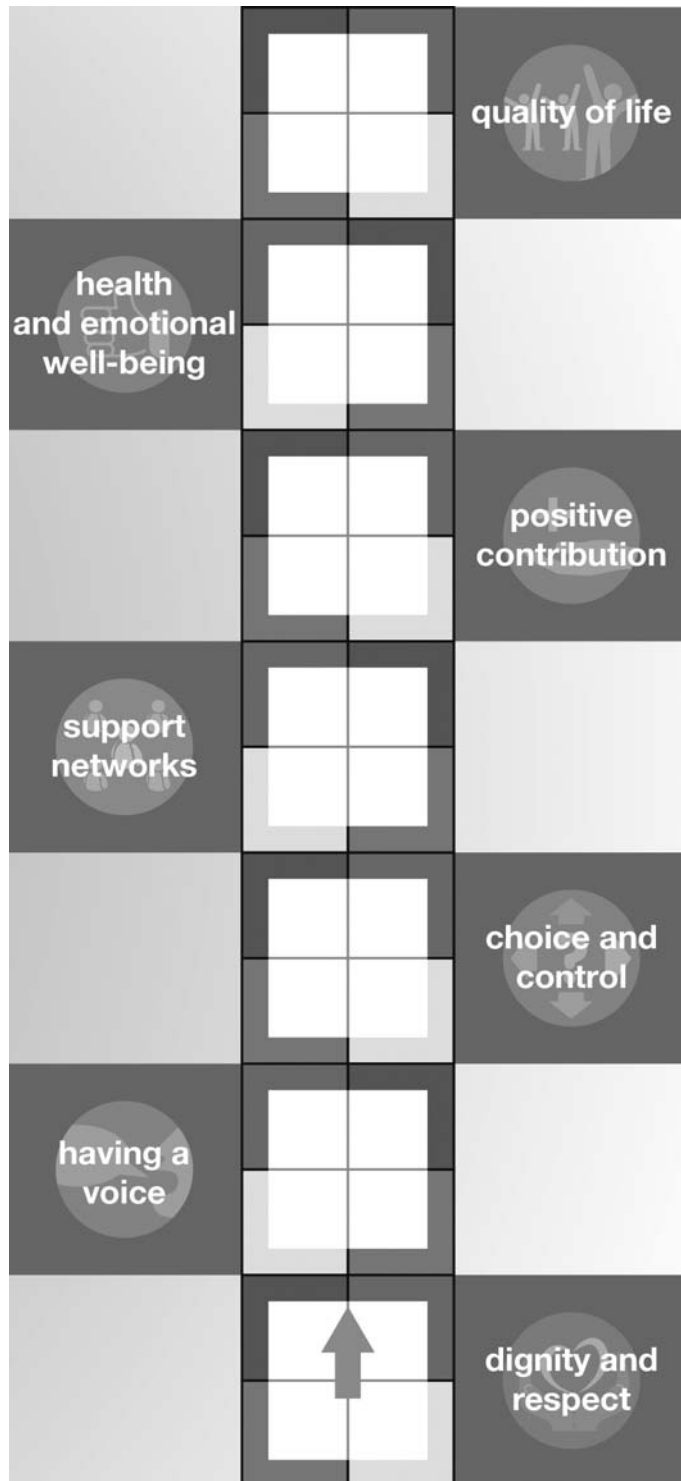 quality of life
health
and emotional
well-being
positive
contribution
support
networks
choice and
control
?
having a
voice
dignity and
respect